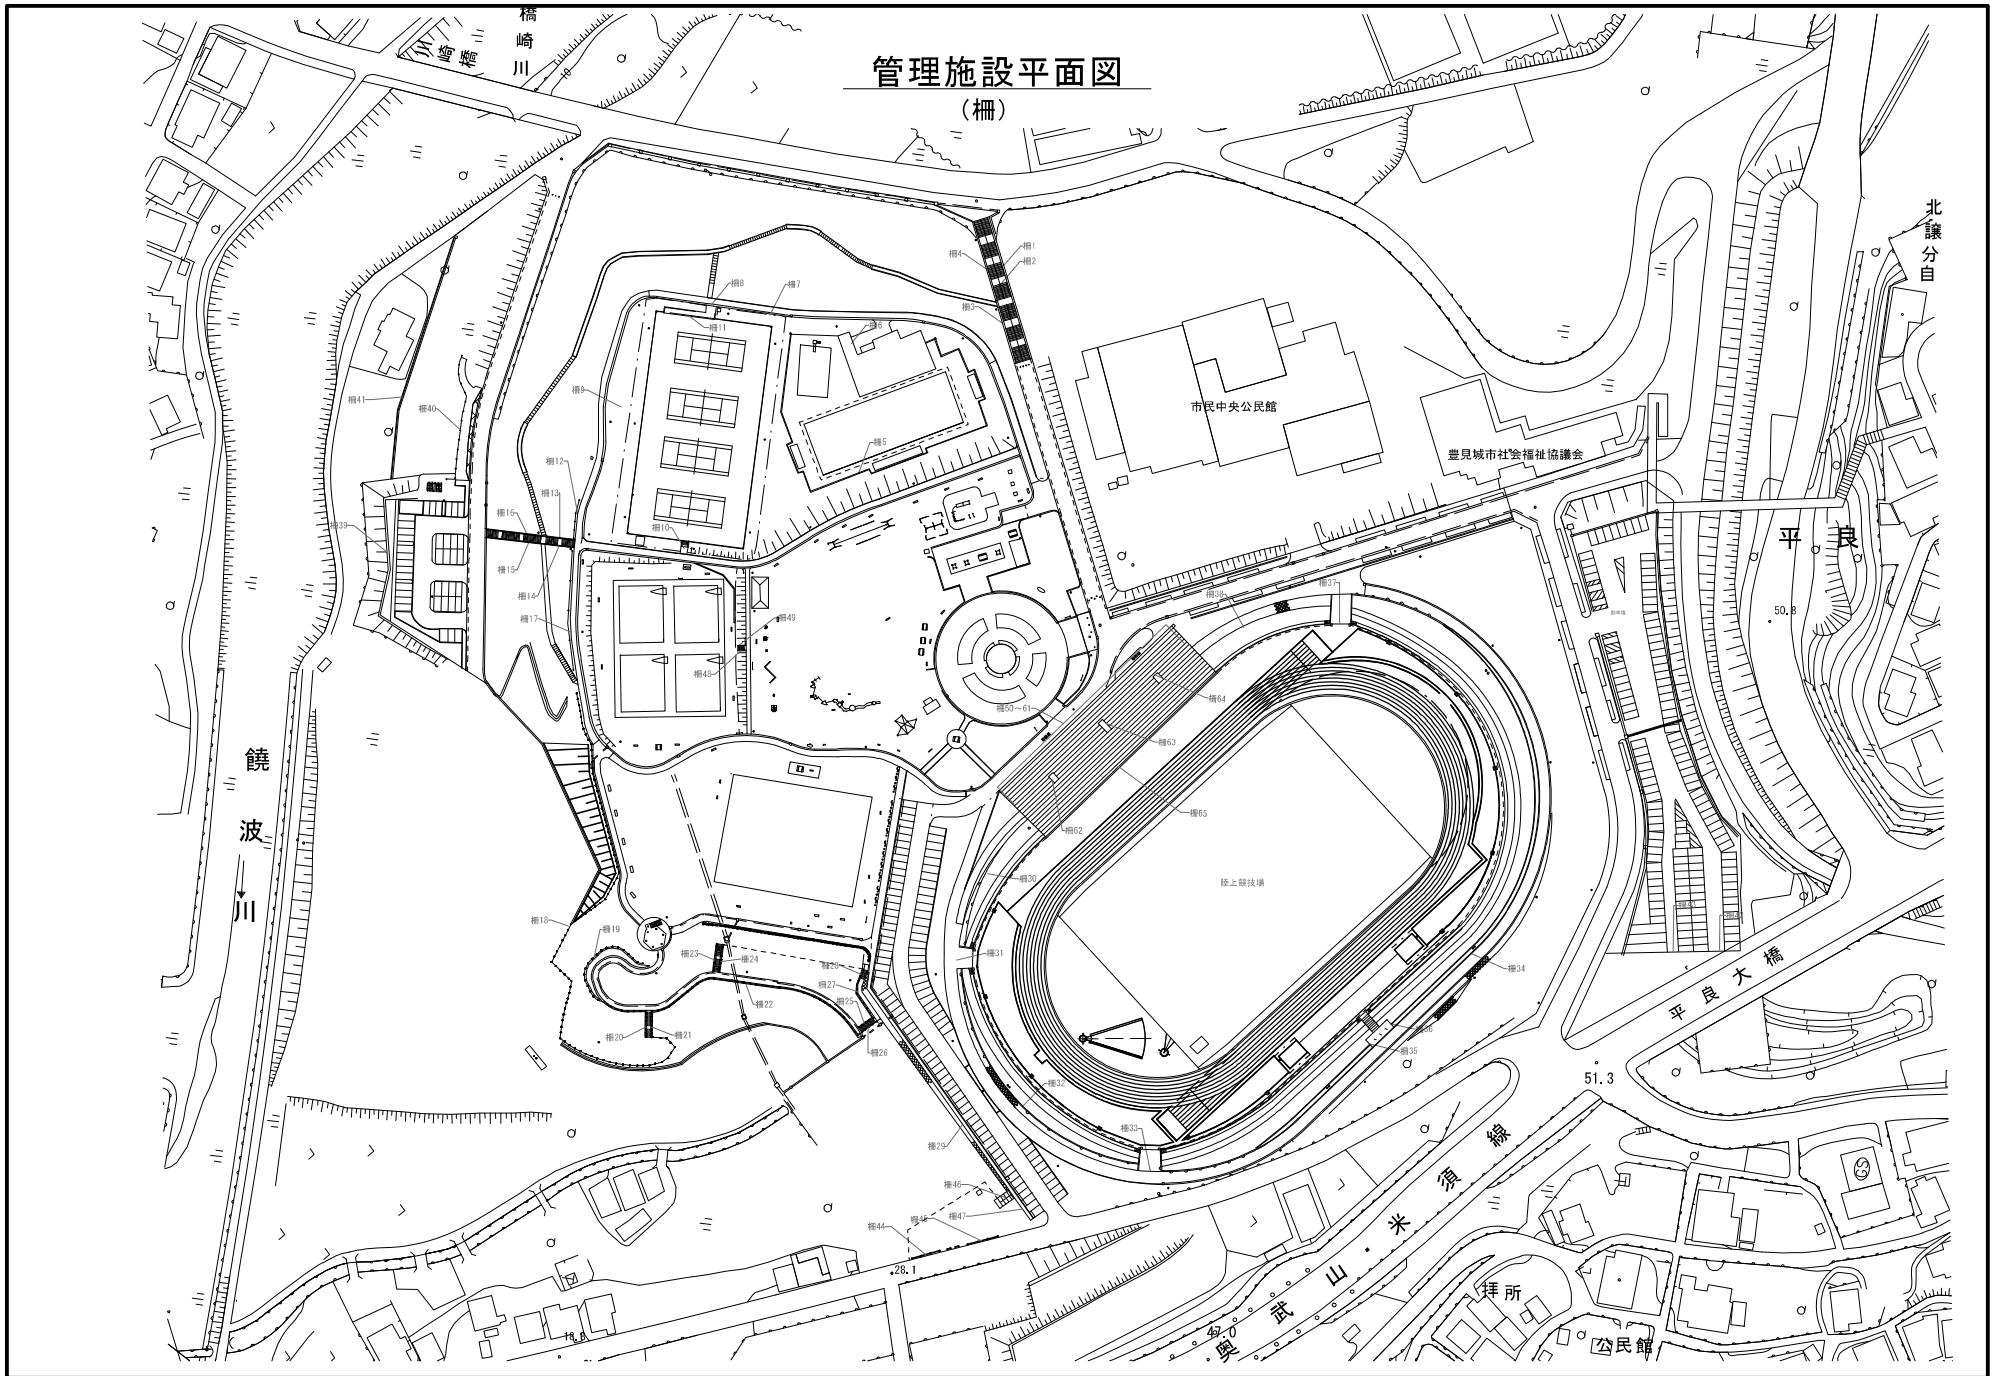 管理施設平面図
(柵)
橋
崎
川
崎
橋
北
譲
分
自
柵1
柵2
柵4
柵3
柵8
柵7
柵11
柵6
柵9
柵5
柵41
柵40
市民中央公民館
豊見城市社会福祉協議会
柵12
柵13
柵16
柵10
柵39
柵15
柵14
柵17
平良
50.8
駐車場
柵37
柵38
柵49
柵48
柵64
柵50～61
柵63
柵62
柵65
陸上競技場
饒
波
川
柵30
柵18
柵19
柵23
柵24
柵28
柵27
柵25
柵22
柵20
柵21
柵26
柵31
柵34
柵36
柵35
柵32
柵33
柵29
柵46
柵47
柵45
柵44
平良大橋
51.3
28.1
奥武山・米須線
47.0
18.8
拝所
公民館
GS